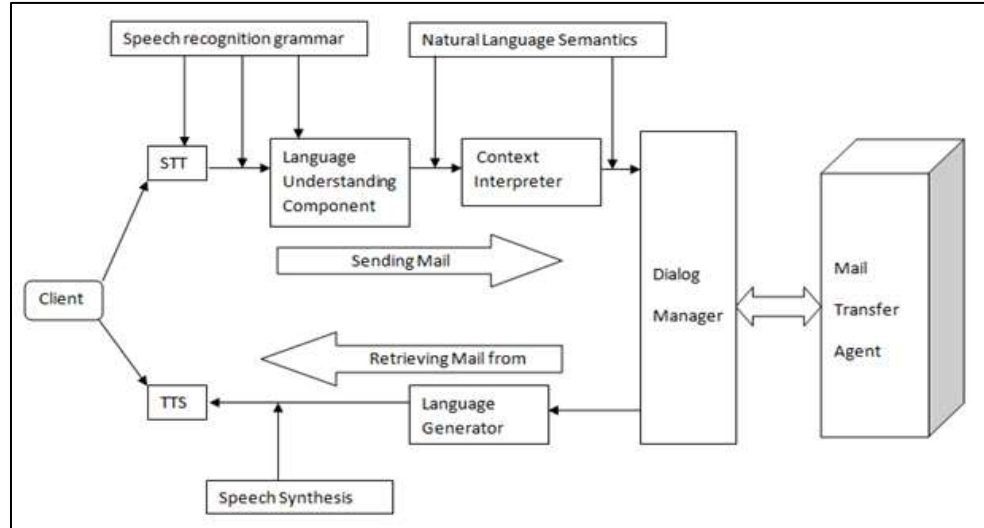 Speech recognition grammar
Natural Language Semantics
STT
Language
Understanding
Component
Context
Interpreter
Sending Mail
Client
Dialog
Manager
Mail
Transfer
Agent
Retrieving Mail from
TTS
Language
Generator
Speech Synthesis